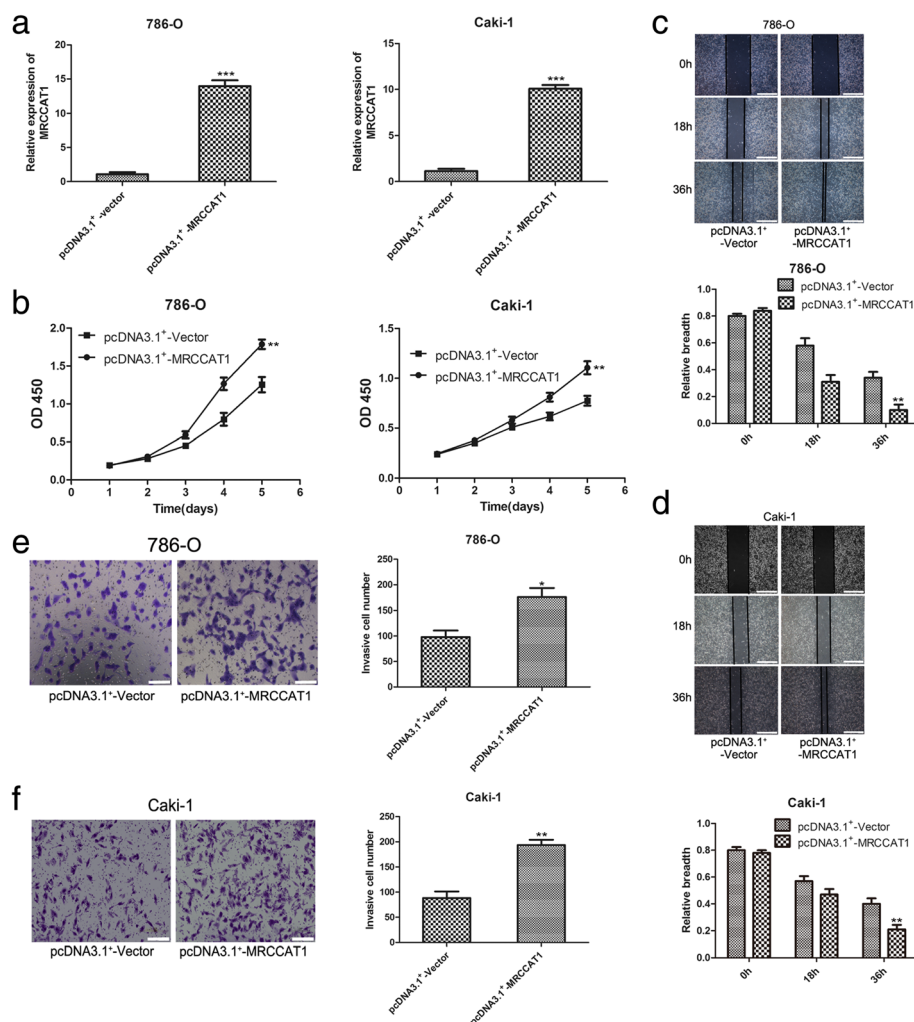 a
786-O
Relative expression of
MRCCAT1
20
15
10
5
0
***
pcDNA3.1⁺-vector
pcDNA3.1⁺-MRCCAT1
Caki-1
Relative expression of
MRCCAT1
15
10
5
0
***
pcDNA3.1⁺-vector
pcDNA3.1⁺-MRCCAT1
b
786-O
OD 450
2.0
1.5
1.0
0.5
0.0
pcDNA3.1⁺-Vector
pcDNA3.1⁺-MRCCAT1
**
0 1 2 3 4 5 6
Time(days)
Caki-1
OD 450
1.5
1.0
0.5
0.0
pcDNA3.1⁺-Vector
pcDNA3.1⁺-MRCCAT1
**
0 1 2 3 4 5 6
Time(days)
c
786-O
0h
18h
36h
pcDNA3.1⁺
-Vector
pcDNA3.1⁺
-MRCCAT1
786-O
pcDNA3.1⁺-Vector
pcDNA3.1⁺-MRCCAT1
Relative breadth
1.0
0.8
0.6
0.4
0.2
0.0
**
0h 18h 36h
d
Caki-1
0h
18h
36h
pcDNA3.1⁺
-Vector
pcDNA3.1⁺
-MRCCAT1
Caki-1
pcDNA3.1⁺-Vector
pcDNA3.1⁺-MRCCAT1
Relative breadth
1.0
0.8
0.6
0.4
0.2
0.0
**
0h 18h 36h
e
786-O
pcDNA3.1⁺-Vector
pcDNA3.1⁺-MRCCAT1
786-O
Invasive cell number
250
200
150
100
50
0
*
pcDNA3.1⁺-Vector
pcDNA3.1⁺-MRCCAT1
f
Caki-1
pcDNA3.1⁺-Vector
pcDNA3.1⁺-MRCCAT1
Caki-1
Invasive cell number
250
200
150
100
50
0
**
pcDNA3.1⁺-Vector
pcDNA3.1⁺-MRCCAT1